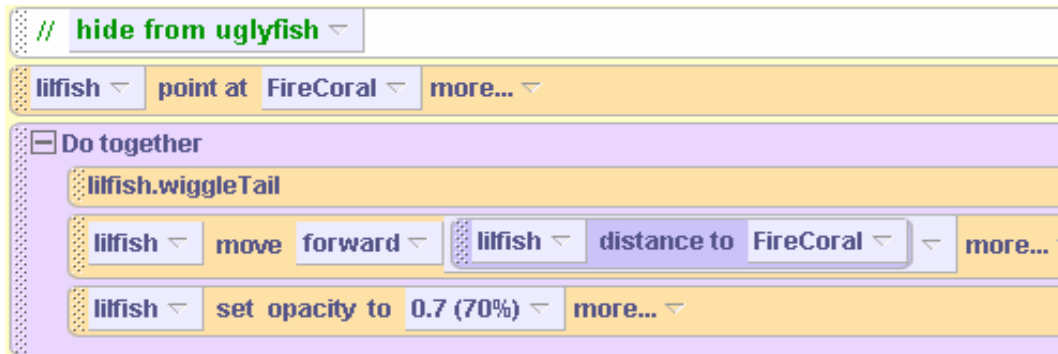 // hide from uglyfish
lilfish point at FireCoral more...
Do together
lilfish.wiggleTail
lilfish move forward lilfish distance to FireCoral more...
lilfish set opacity to 0.7 (70%) more...